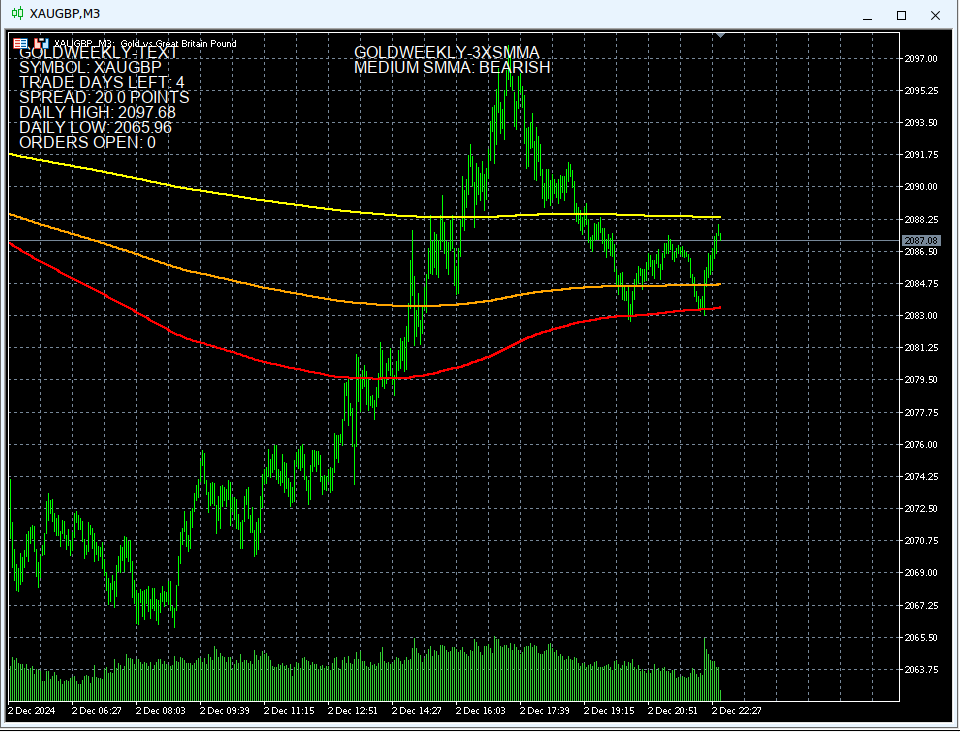 XAUGBP,M3
XAUGBP, M3: Gold vs Great Britain Pound
GOLDWEEKLY-TEXT
SYMBOL: XAUGBP
TRADE DAYS LEFT: 4
SPREAD: 20.0 POINTS
DAILY HIGH: 2097.68
DAILY LOW: 2065.96
ORDERS OPEN: 0
GOLDWEEKLY-3XSMMA
MEDIUM SMMA: BEARISH
2097.00
2095.25
2093.50
2091.75
2090.00
2088.25
2087.08
2086.50
2084.75
2083.00
2081.25
2079.50
2077.75
2076.00
2074.25
2072.50
2070.75
2069.00
2067.25
2065.50
2063.75
2 Dec 2024
2 Dec 06:27
2 Dec 08:03
2 Dec 09:39
2 Dec 11:15
2 Dec 12:51
2 Dec 14:27
2 Dec 16:03
2 Dec 17:39
2 Dec 19:15
2 Dec 20:51
2 Dec 22:27